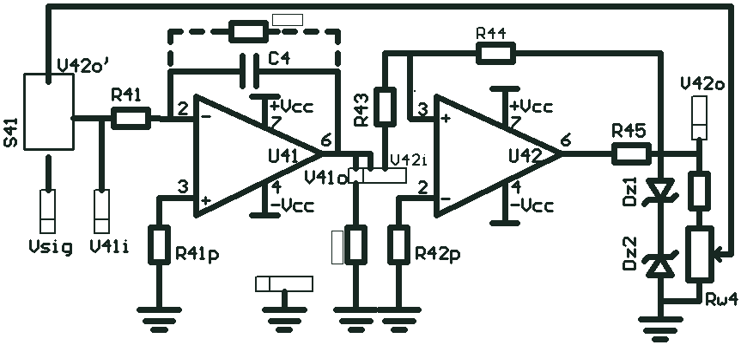 R44
V42o'
C4
V42o
R41
R43
+Vcc
+Vcc
2
-
7
3
+
7
S41
6
6
R45
U41
V42i
U42
V41o
Dz1
3
+
4
2
-
4
-Vcc
-Vcc
Vsig
V41i
R41p
R42p
Dz2
Rw4